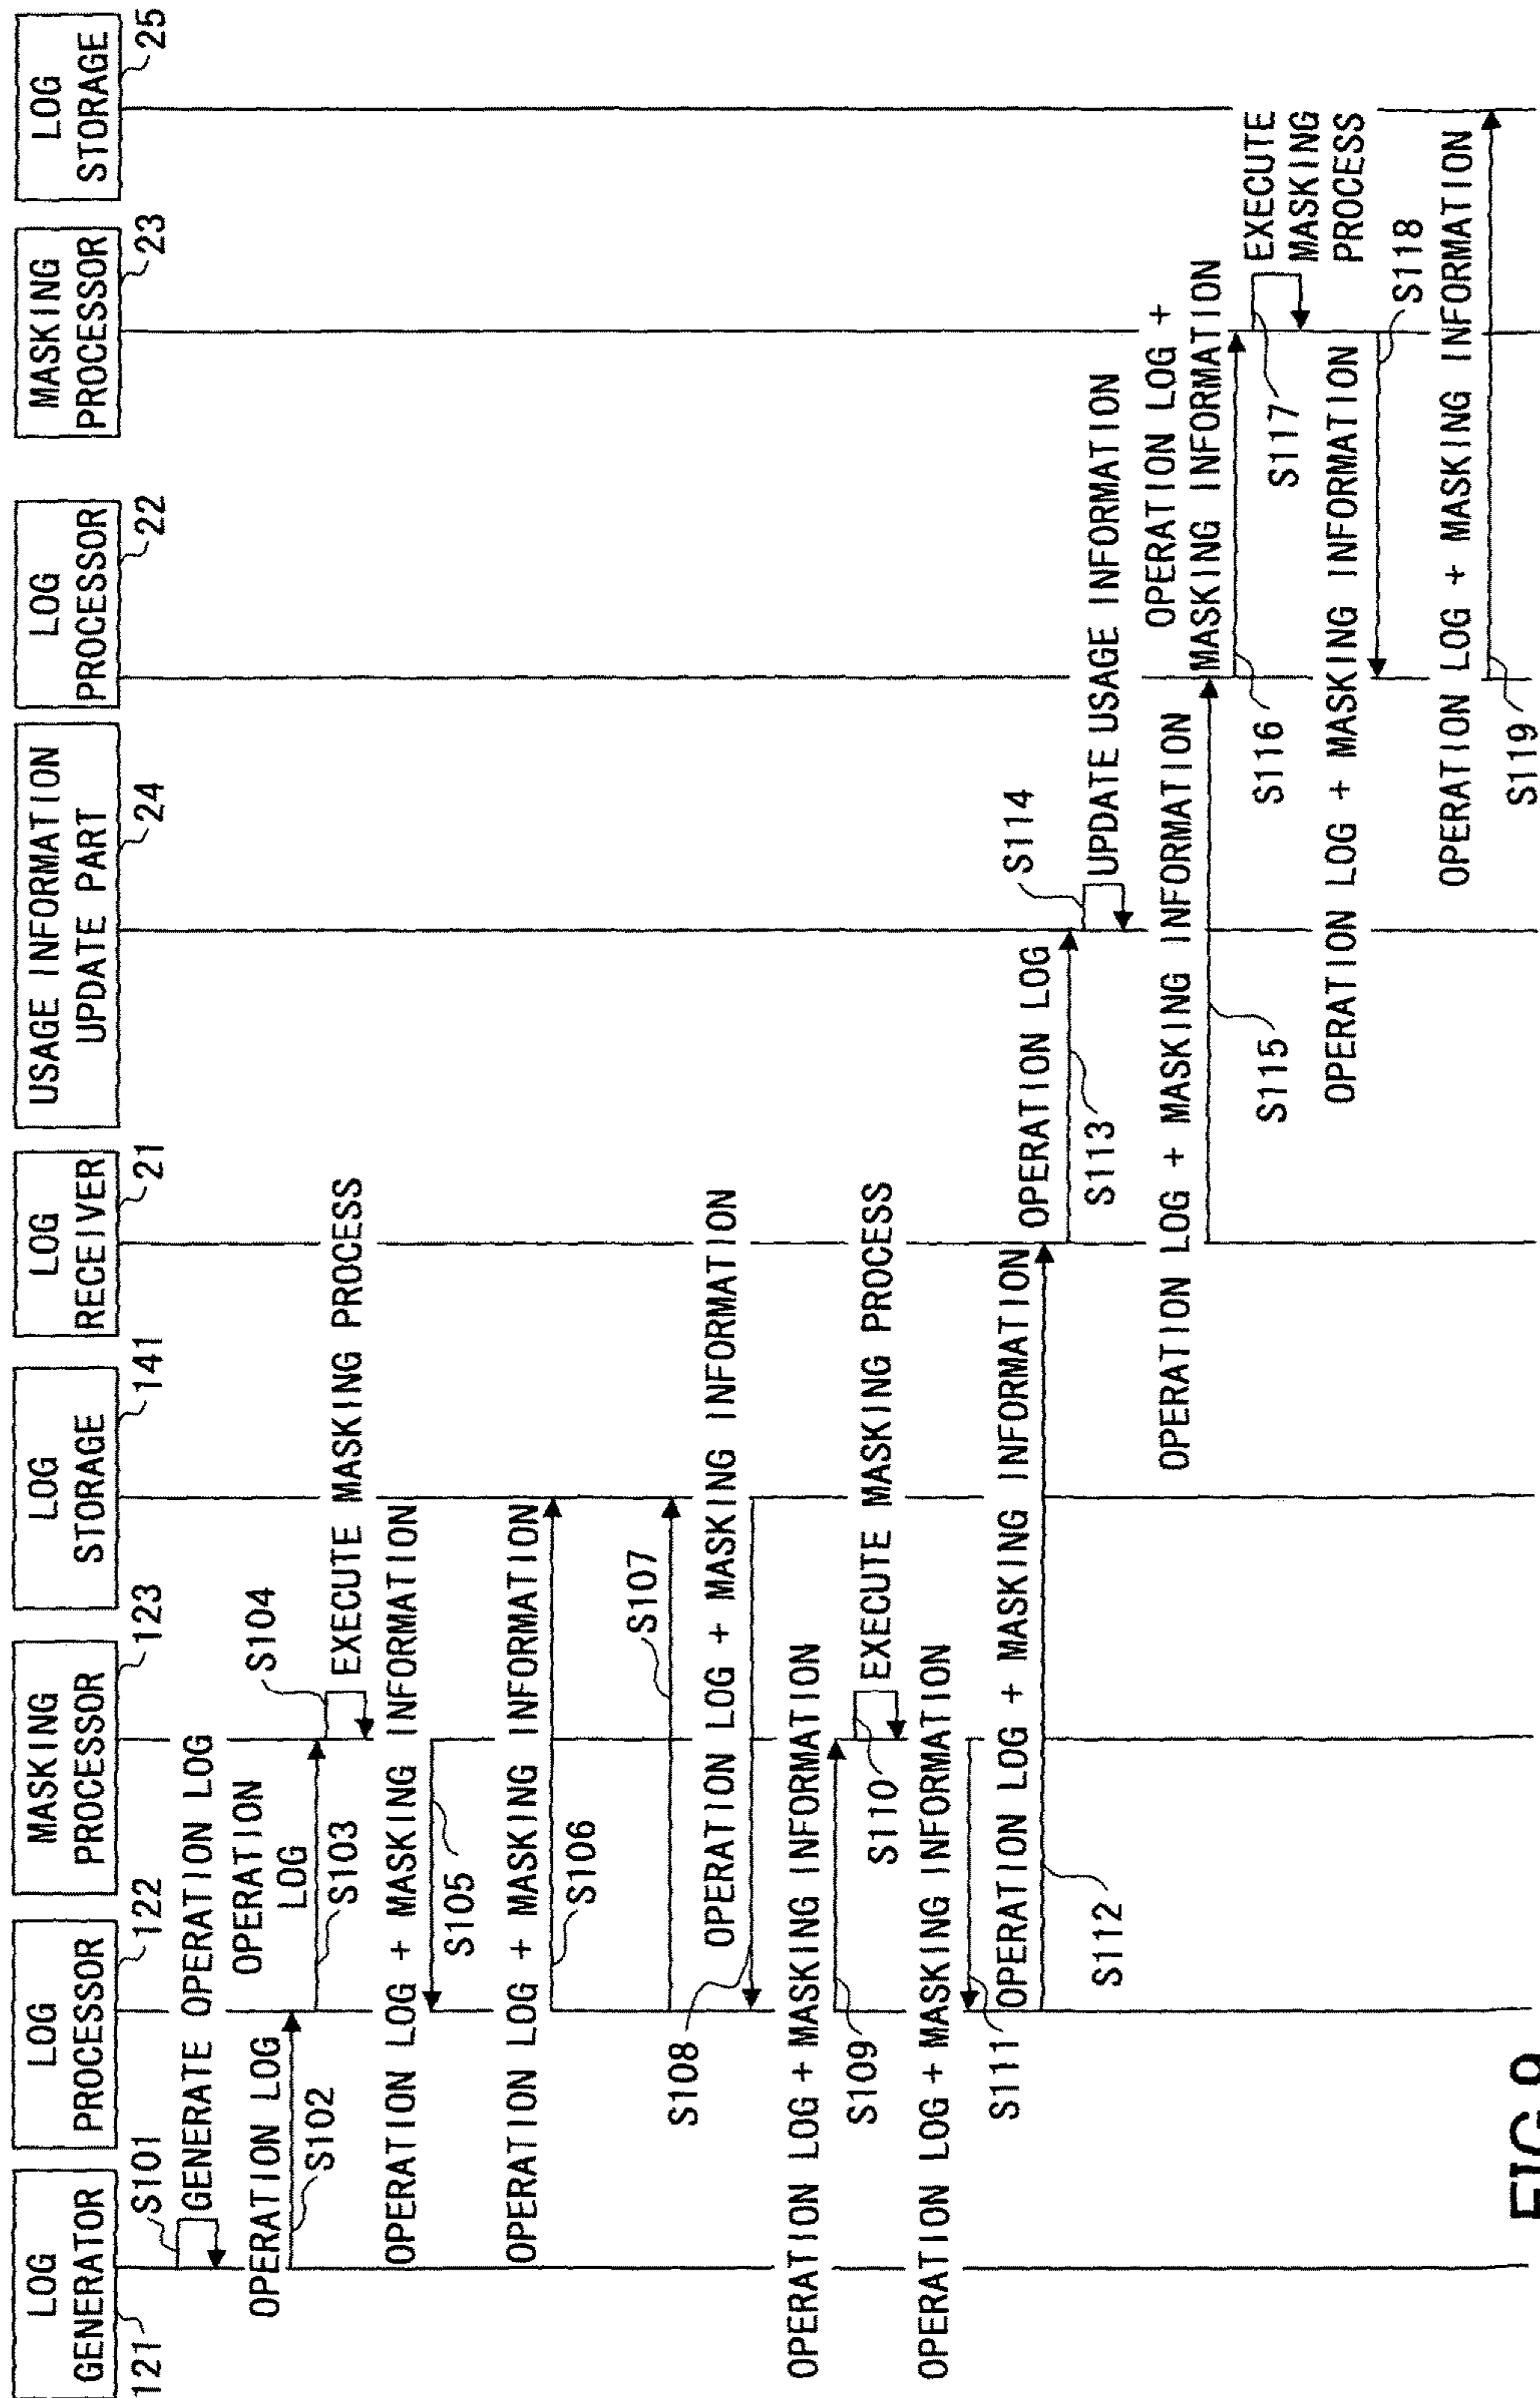 LOG
GENERATOR
121
LOG
PROCESSOR
122
MASKING
PROCESSOR
123
LOG
STORAGE
141
LOG
RECEIVER
21
USAGE INFORMATION
UPDATE PART
24
LOG
PROCESSOR
22
MASKING
PROCESSOR
23
LOG
STORAGE
25
S101
GENERATE OPERATION LOG
OPERATION LOG
S102
OPERATION
LOG
S103
S104
EXECUTE MASKING PROCESS
OPERATION LOG + MASKING INFORMATION
S105
OPERATION LOG + MASKING INFORMATION
S106
S107
S108
OPERATION LOG + MASKING INFORMATION
OPERATION LOG + MASKING INFORMATION
S109
S110
EXECUTE MASKING PROCESS
OPERATION LOG + MASKING INFORMATION
S111
OPERATION LOG + MASKING INFORMATION
S112
OPERATION LOG
S113
S114
UPDATE USAGE INFORMATION
OPERATION LOG + MASKING INFORMATION
S115
OPERATION LOG +
MASKING INFORMATION
S116
S117
EXECUTE
MASKING
PROCESS
OPERATION LOG + MASKING INFORMATION
S118
OPERATION LOG + MASKING INFORMATION
S119